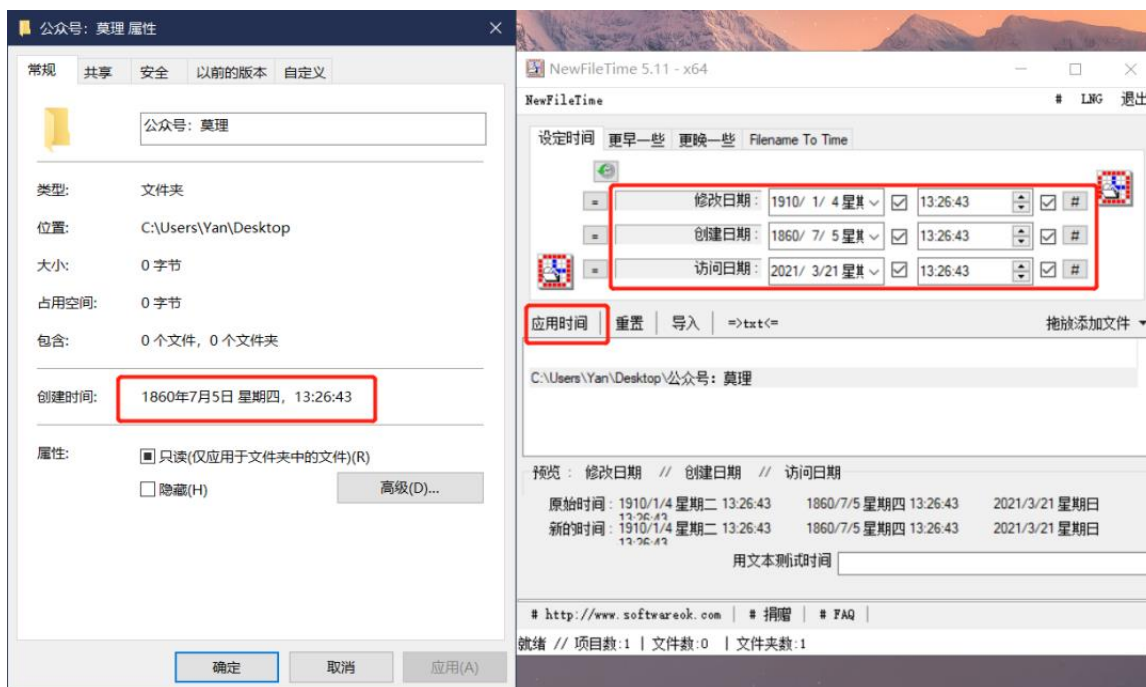 公众号：莫理 属性
常规 共享 安全 以前的版本 自定义
公众号：莫理
类型: 文件夹
位置: C:\Users\Yan\Desktop
大小: 0 字节
占用空间: 0 字节
包含: 0 个文件，0 个文件夹
创建时间: 1860年7月5日 星期四，13:26:43
属性: 只读(仅应用于文件夹中的文件)(R)
隐藏(H) 高级(D)...
确定 取消 应用(A)
NewFileTime 5.11 - x64
NewFileTime # LNG 退出
设定时间 更早一些 更晚一些 Filename To Time
= 修改日期: 1910/ 1/ 4 星期 13:26:43 #
= 创建日期: 1860/ 7/ 5 星期 13:26:43 #
= 访问日期: 2021/ 3/21 星期 13:26:43 #
应用时间 重置 导入 =>txt<= 拖放添加文件
C:\Users\Yan\Desktop\公众号：莫理
预览 : 修改日期 // 创建日期 // 访问日期
原始时间 : 1910/1/4 星期二 13:26:43 1860/7/5 星期四 13:26:43 2021/3/21 星期日
13:26:43
新的时间 : 1910/1/4 星期二 13:26:43 1860/7/5 星期四 13:26:43 2021/3/21 星期日
13:26:43
用文本测试时间
# http://www.softwareok.com | # 捐赠 | # FAQ |
就绪 // 项目数:1 | 文件数:0 | 文件夹数:1